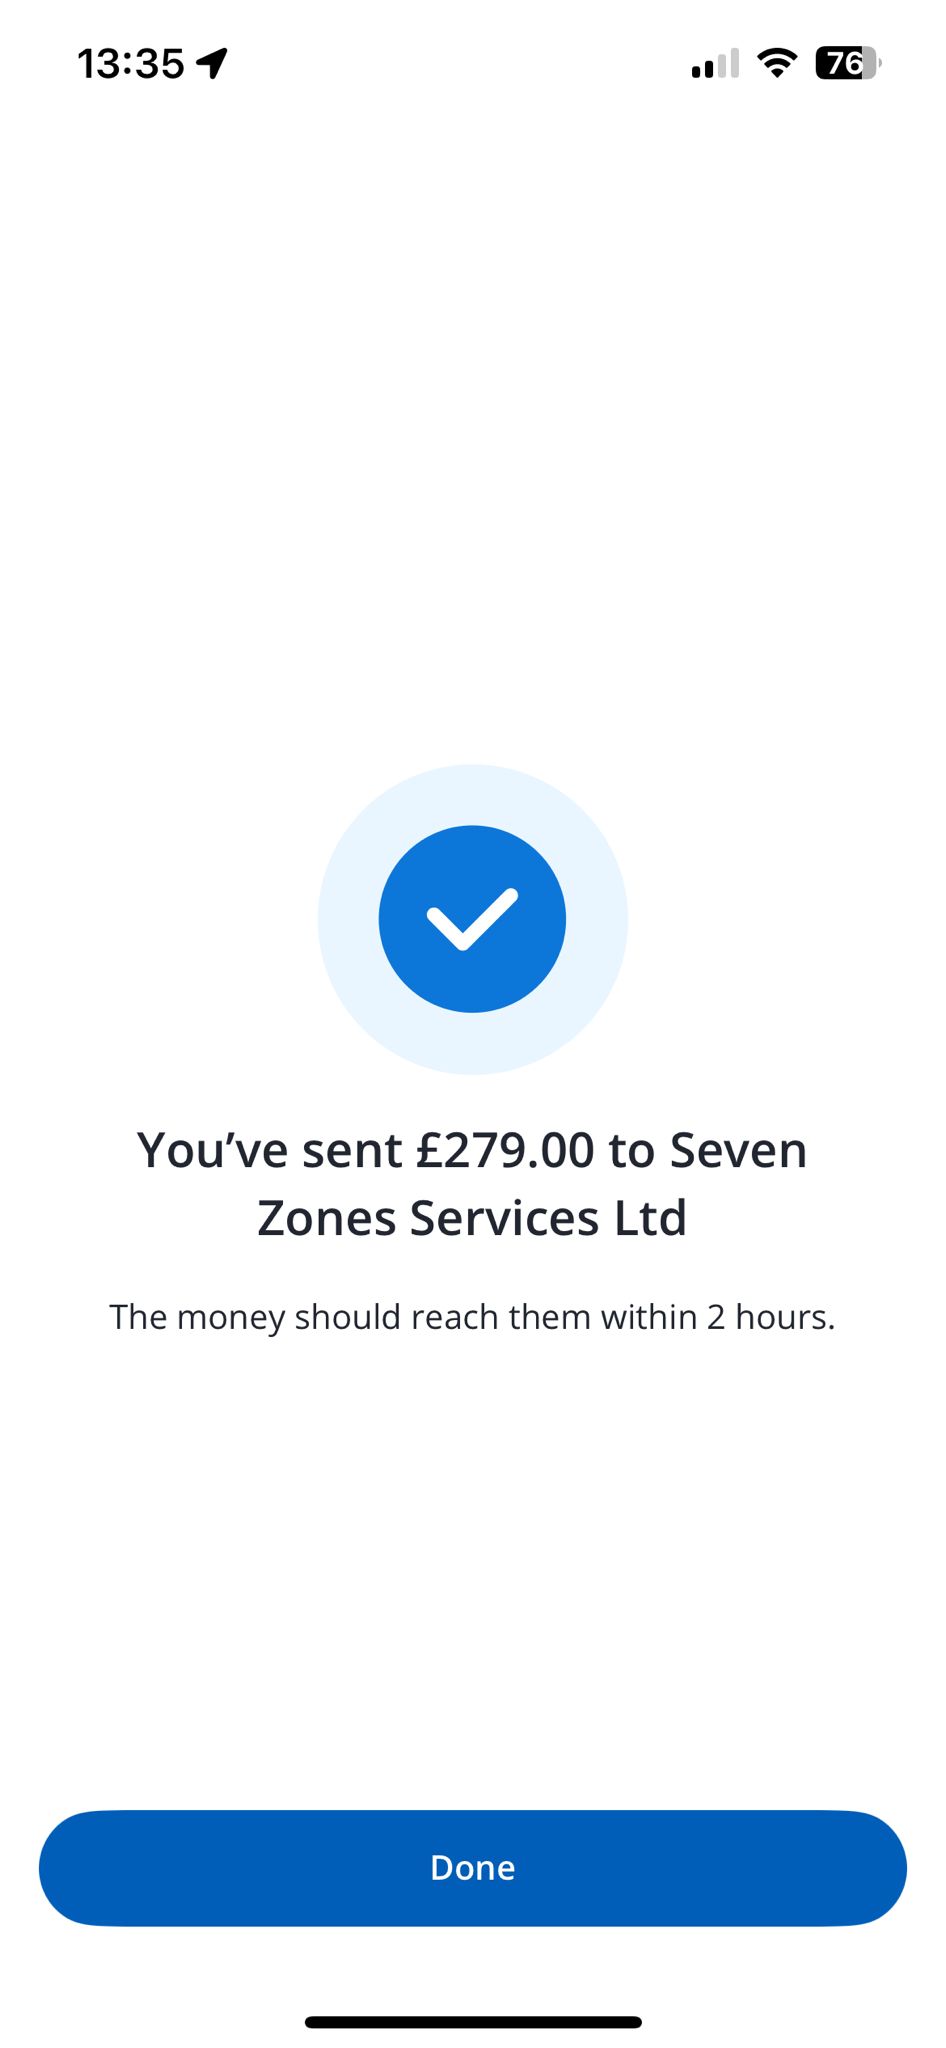 13:35
76
You’ve sent £279.00 to Seven
Zones Services Ltd
The money should reach them within 2 hours.
Done